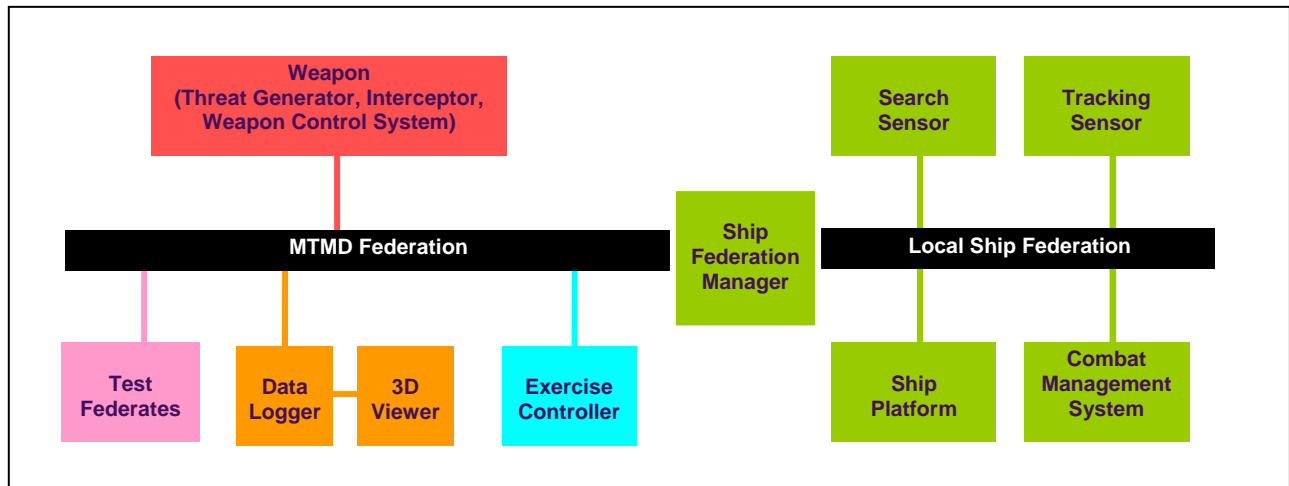 Weapon
(Threat Generator, Interceptor,
Weapon Control System)
Search
Sensor
Tracking
Sensor
MTMD Federation
Ship
Federation
Manager
Local Ship Federation
Test
Federates
Data
Logger
3D
Viewer
Exercise
Controller
Ship
Platform
Combat
Management
System